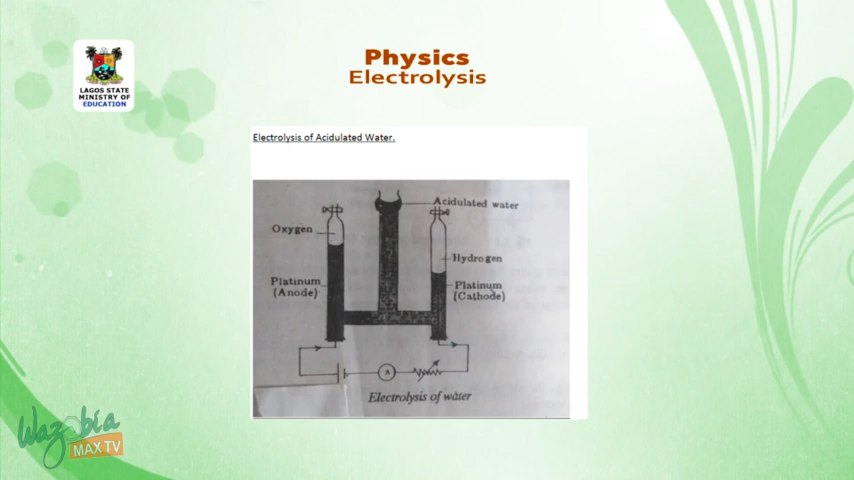 LAGOS STATE
MINISTRY OF
EDUCATION
Physics
Electrolysis
Electrolysis of Acidulated Water.
Acidulated water
Oxygen
Hydrogen
Platinum
(Anode)
Platinum
(Cathode)
A
Electrolysis of water
Wazobia
MAX TV